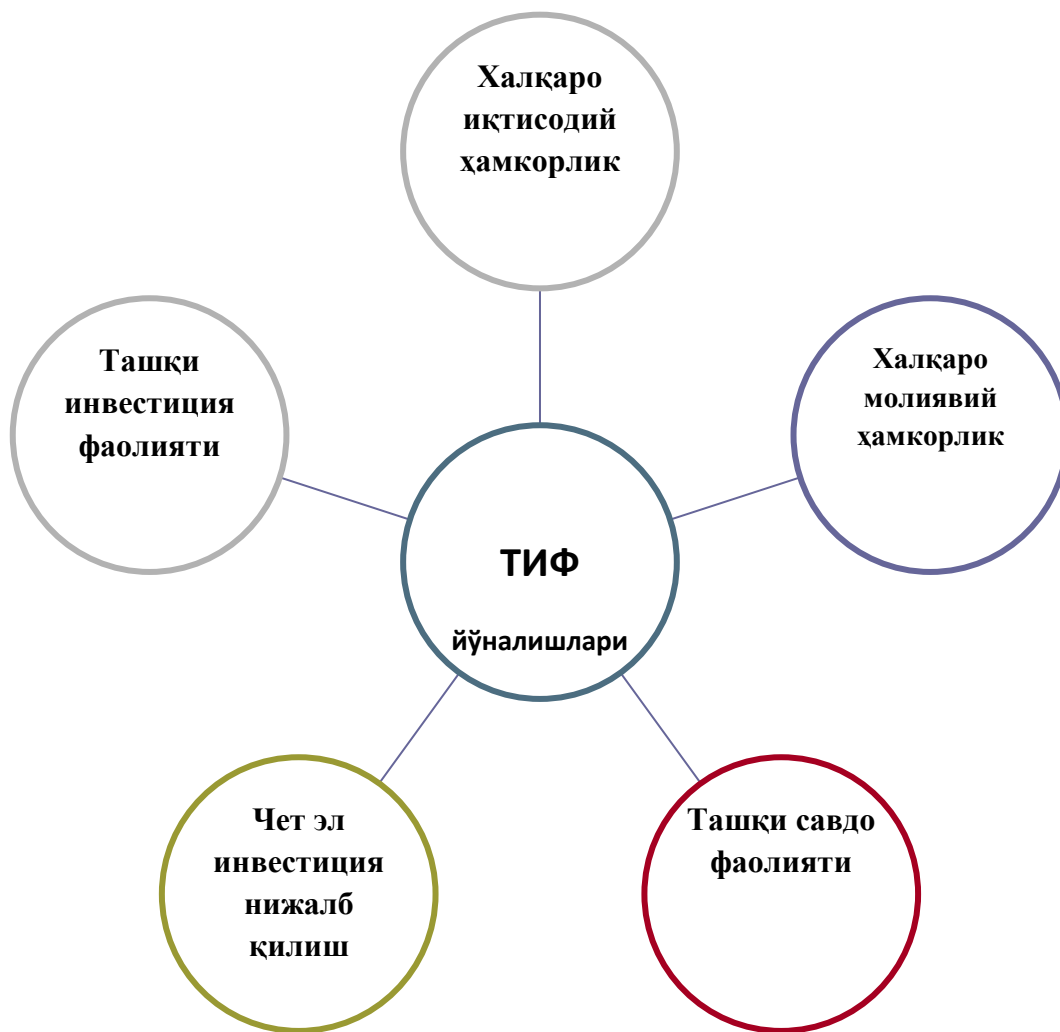 Халқаро
иқтисодий
ҳамкорлик
Ташқи
инвестиция
фаолияти
Халқаро
молиявий
ҳамкорлик
ТИФ
йўналишлари
Чет эл
инвестиция
нижалб
қилиш
Ташқи савдо
фаолияти